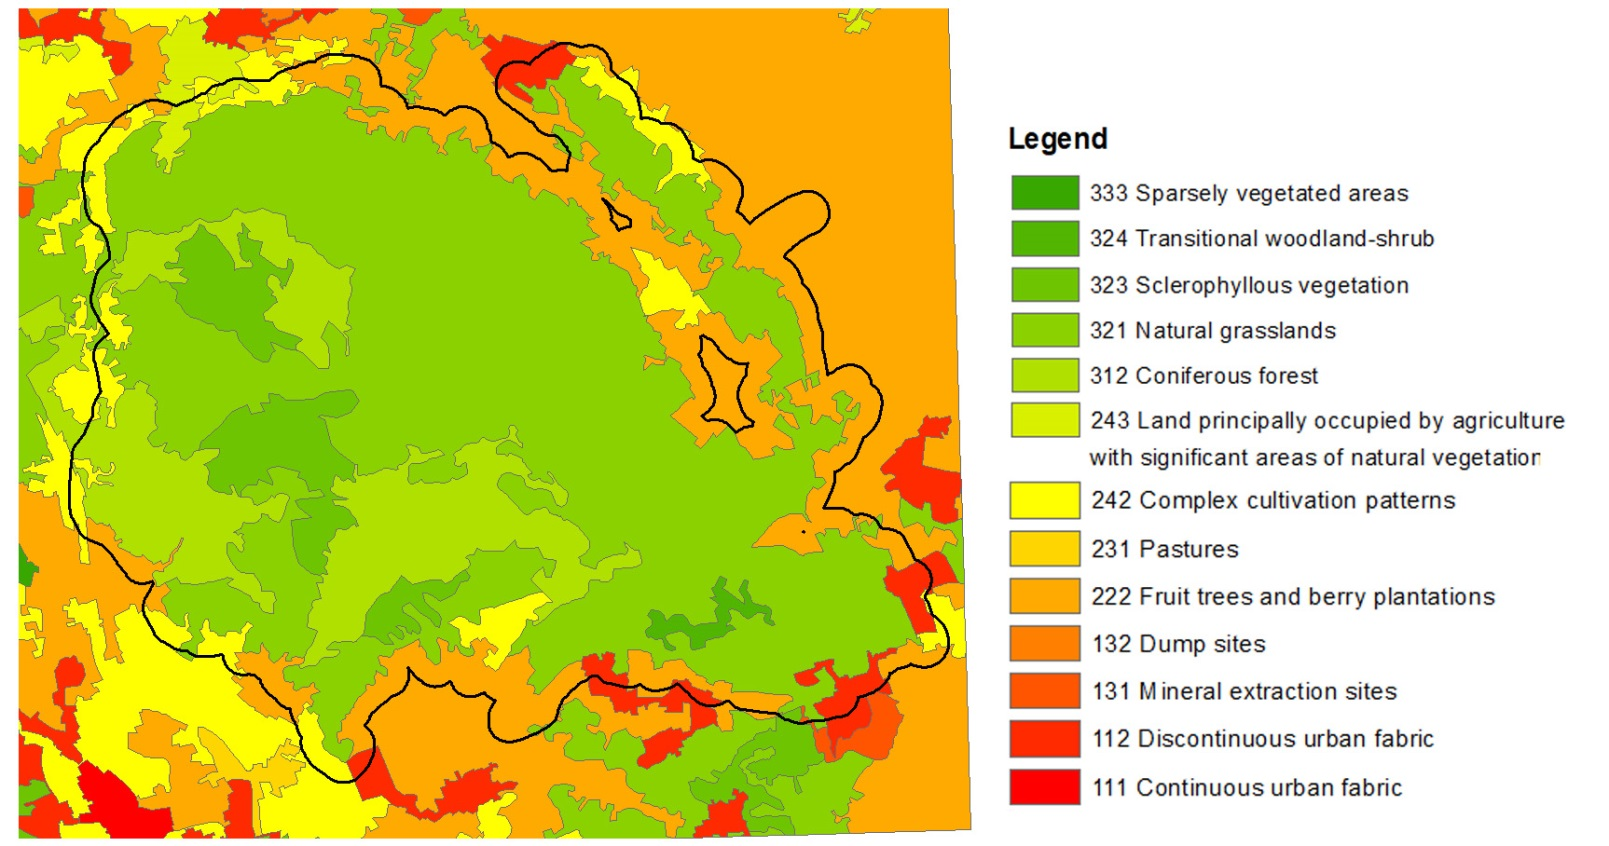 Legend
333 Sparsely vegetated areas
324 Transitional woodland-shrub
323 Sclerophyllous vegetation
321 Natural grasslands
312 Coniferous forest
243 Land principally occupied by agriculture
with significant areas of natural vegetation
242 Complex cultivation patterns
231 Pastures
222 Fruit trees and berry plantations
132 Dump sites
131 Mineral extraction sites
112 Discontinuous urban fabric
111 Continuous urban fabric